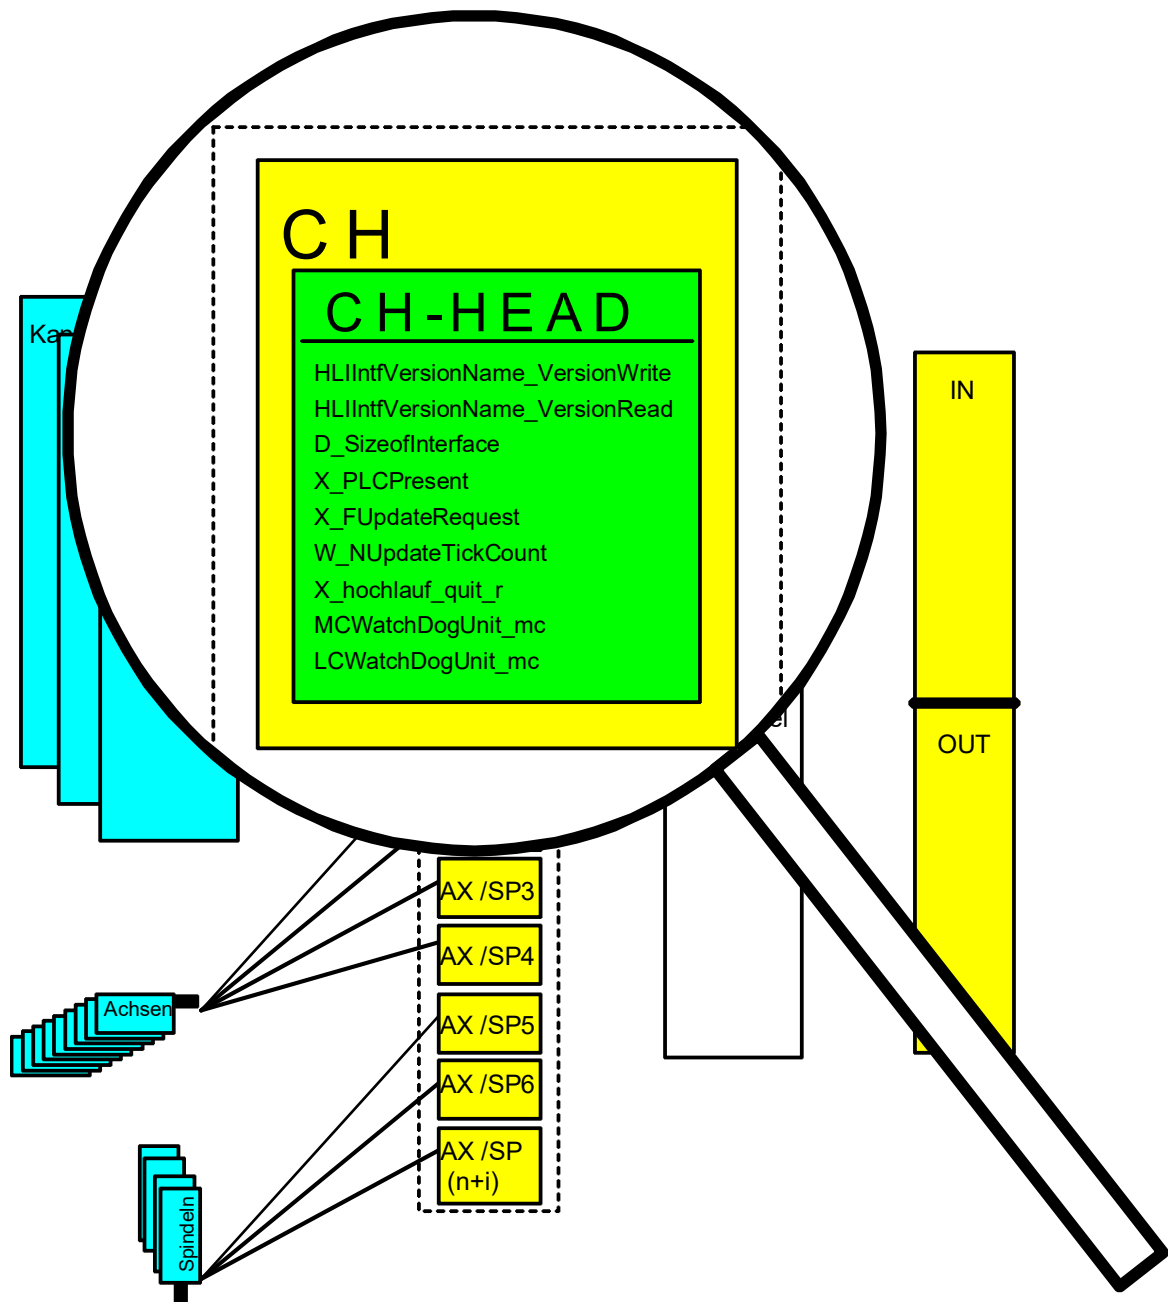 CH
CH-HEAD
HLIIntfVersionName_VersionWrite
HLIIntfVersionName_VersionRead
D_SizeofInterface
X_PLCPresent
X_FUpdateRequest
W_NUpdateTickCount
X_hochlauf_quit_r
MCWatchDogUnit_mc
LCWatchDogUnit_mc
IN
OUT
AX /SP3
AX /SP4
AX /SP5
AX /SP6
AX /SP
(n+i)
Achsen
Spindeln